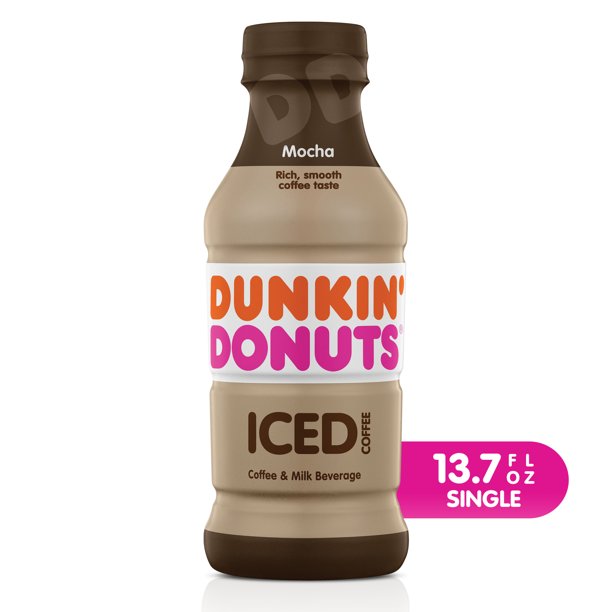 DD
Mocha
Rich, smooth
coffee taste
DUNKIN'
DONUTS®
ICED COFFEE
Coffee & Milk Beverage
13.7 FL OZ
SINGLE